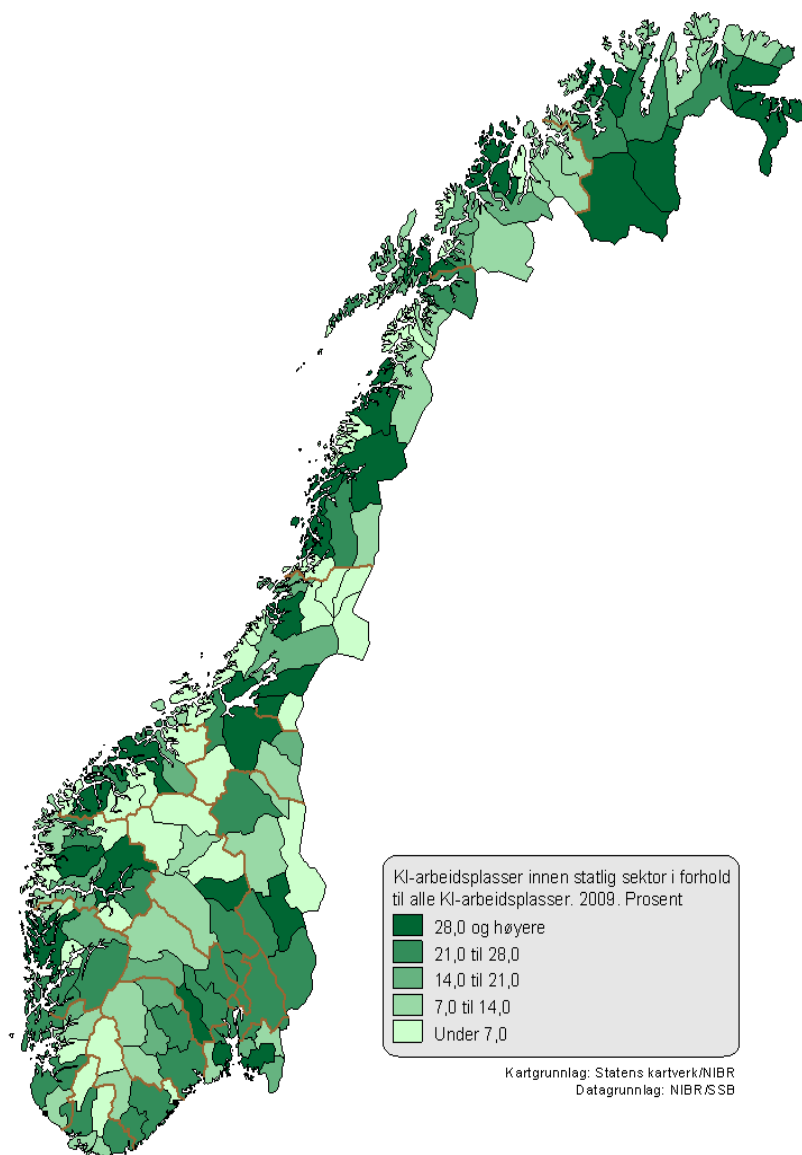 KI-arbeidsplasser innen statlig sektor i forhold
til alle KI-arbeidsplasser. 2009. Prosent
28,0 og høyere
21,0 til 28,0
14,0 til 21,0
7,0 til 14,0
Under 7,0
Kartgrunnlag: Statens kartverk/NIBR
Datagrunnlag: NIBR/SSB